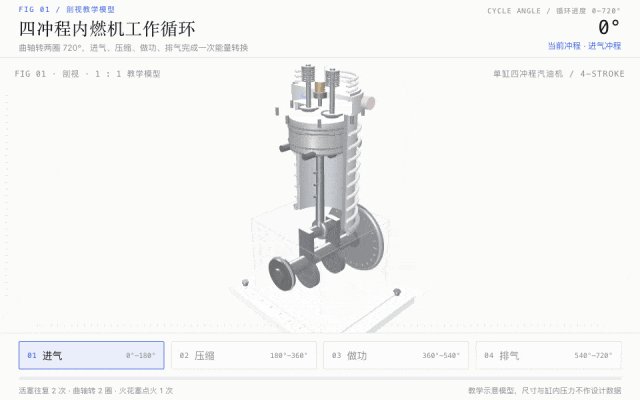 FIG 01 / 剖视教学模型
CYCLE ANGLE / 循环进度 0–720°
四冲程内燃机工作循环
0°
曲轴转两圈 720°，进气、压缩、做功、排气完成一次能量转换
当前冲程 · 进气冲程
FIG 01 · 剖视 · 1 : 1 教学模型
单缸四冲程汽油机 / 4-STROKE
01 进气 0°–180°
02 压缩 180°–360°
03 做功 360°–540°
04 排气 540°–720°
活塞往复 2 次 · 曲轴转 2 圈 · 火花塞点火 1 次
教学示意模型，尺寸与缸内压力不作设计数据